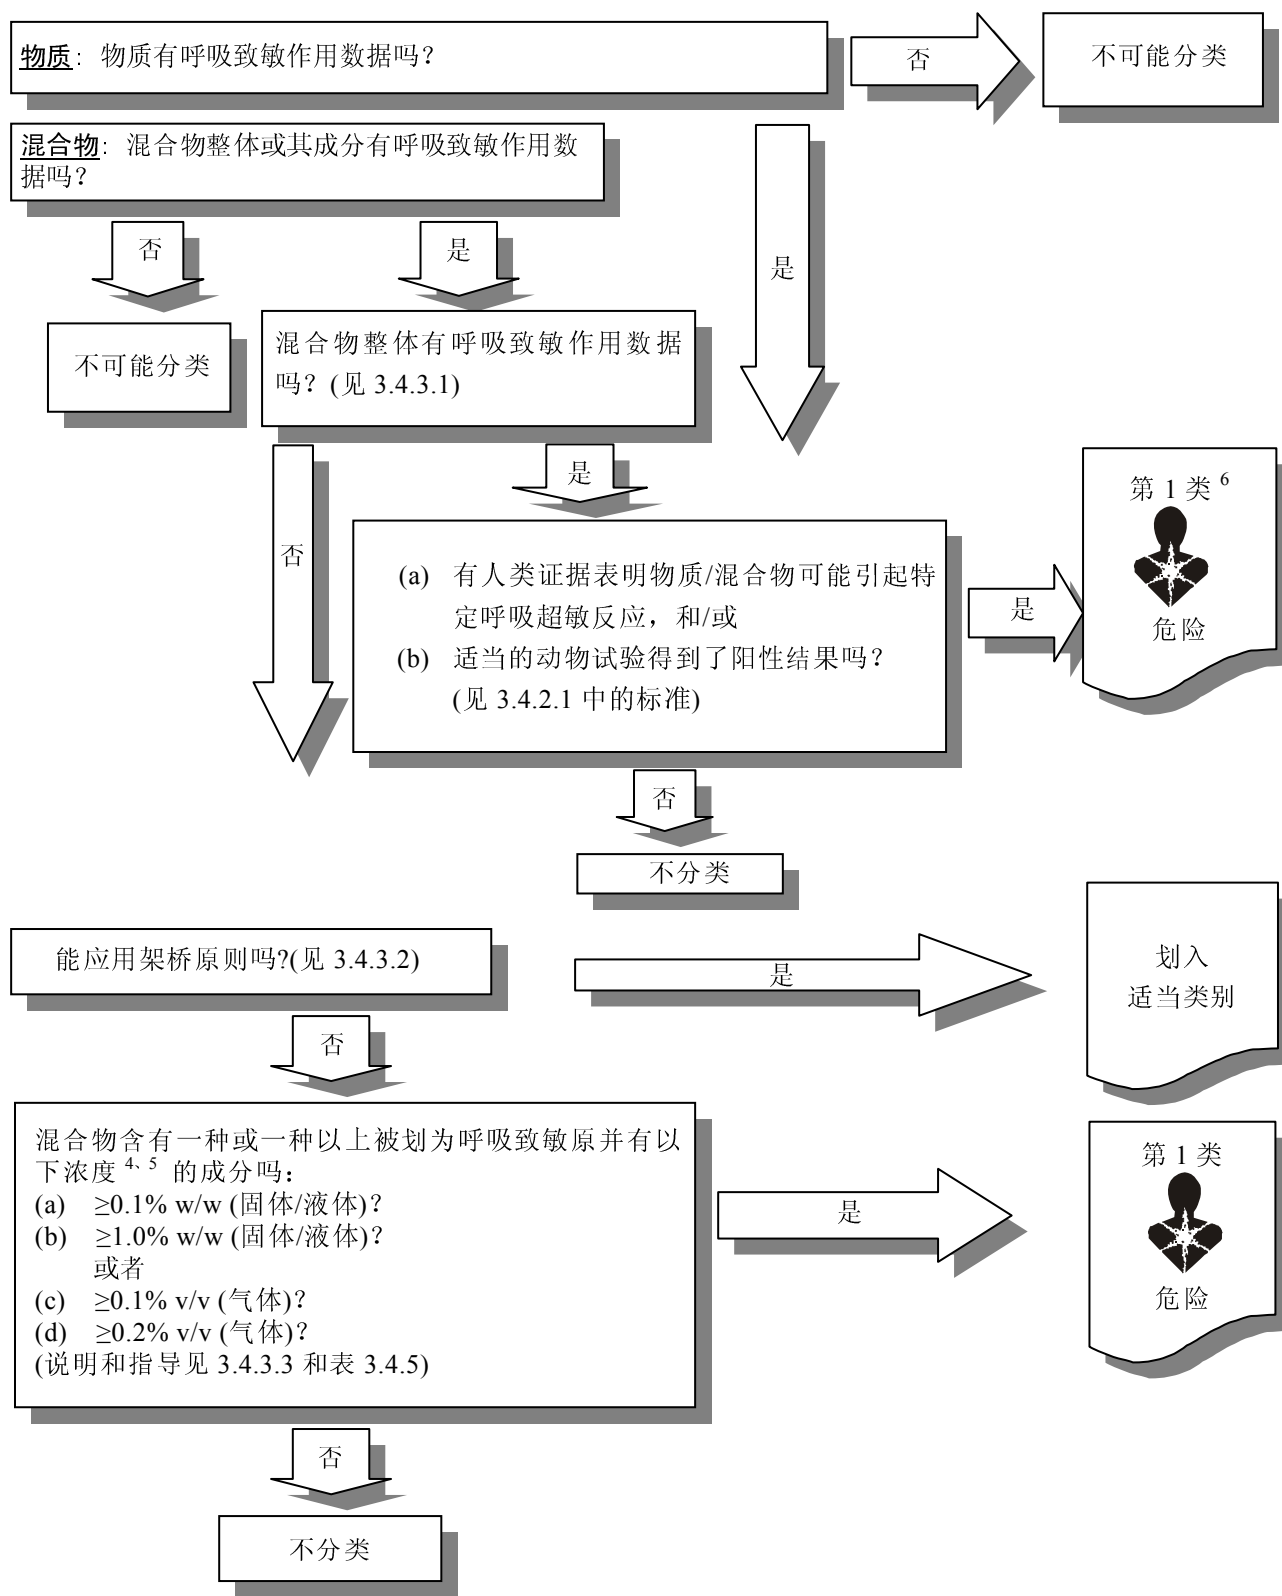 物质：物质有呼吸致敏作用数据吗？
否
不可能分类
混合物：混合物整体或其成分有呼吸致敏作用数
据吗？
否
是
是
不可能分类
混合物整体有呼吸致敏作用数据
吗？(见 3.4.3.1)
否
是
(a) 有人类证据表明物质/混合物可能引起特
定呼吸超敏反应，和/或
(b) 适当的动物试验得到了阳性结果吗？
(见 3.4.2.1 中的标准)
是
第 1 类 6
危险
否
不分类
能应用架桥原则吗?(见 3.4.3.2)
是
划入
适当类别
否
混合物含有一种或一种以上被划为呼吸致敏原并有以
下浓度 4、5 的成分吗：
(a) ≥0.1% w/w (固体/液体)？
(b) ≥1.0% w/w (固体/液体)？
或者
(c) ≥0.1% v/v (气体)？
(d) ≥0.2% v/v (气体)？
(说明和指导见 3.4.3.3 和表 3.4.5)
是
第 1 类
危险
否
不分类